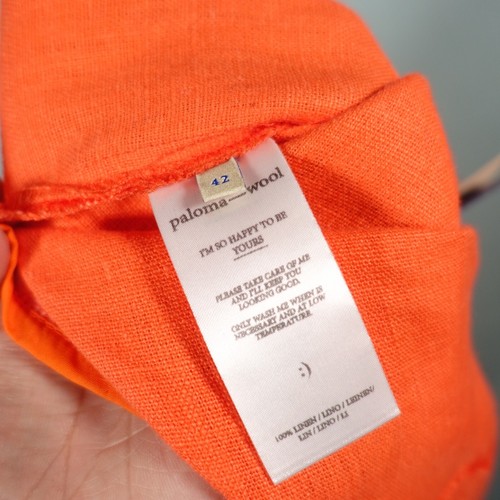 42
paloma wool
I'M SO HAPPY TO BE
YOURS
PLEASE TAKE CARE OF ME
AND I'LL KEEP YOU
LOOKING GOOD.
ONLY WASH ME WHEN IS
NECESSARY AND AT LOW
TEMPERATURE.
:)
100% LINEN / LINO / LEINEN/
LIN / LINO / LI